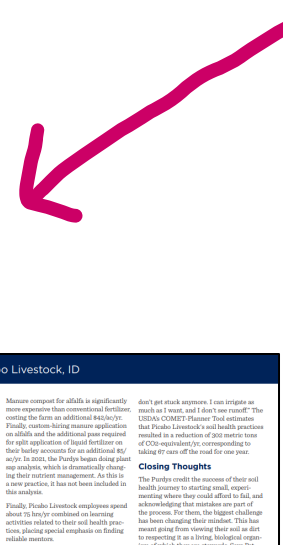 o Livestock, ID
Manure compost for alfalfa is significantly
more expensive than conventional fertilizer,
costing the farm an additional $42/ac/yr.
Finally, custom-hiring manure application
on alfalfa and the additional pass required
for split application of liquid fertilizer on
their barley accounts for an additional $5/
ac/yr. In 2021, the Purdys began doing plant
sap analysis, which is dramatically chang-
ing their nutrient management. As this is
a new practice, it has not been included in
this analysis.
Finally, Picabo Livestock employees spend
about 75 hrs/yr combined on learning
activities related to their soil health prac-
tices, placing special emphasis on finding
reliable mentors.
don't get stuck anymore. I can irrigate as
much as I want, and I don't see runoff." The
USDA's COMET-Planner Tool estimates
that Picabo Livestock's soil health practices
resulted in a reduction of 302 metric tons
of CO2-equivalent/yr, corresponding to
taking 67 cars off the road for one year.
Closing Thoughts
The Purdys credit the success of their soil
health journey to starting small, experi-
menting where they could afford to fail, and
acknowledging that mistakes are part of
the process. For them, the biggest challenge
has been changing their mindset. This has
meant going from viewing their soil as dirt
to respecting it as a living, biological organ-